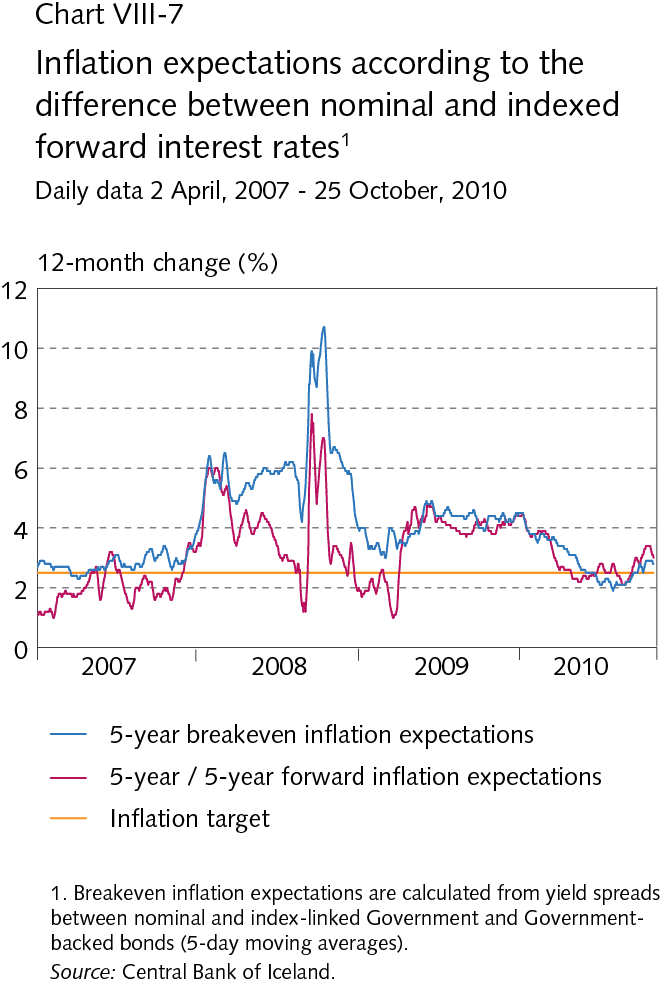 Chart VIII-7
Inflation expectations according to the
difference between nominal and indexed
forward interest rates¹
Daily data 2 April, 2007 - 25 October, 2010
12-month change (%)
12
10
8
6
4
2
0
2007 2008 2009 2010
5-year breakeven inflation expectations
5-year / 5-year forward inflation expectations
Inflation target
1. Breakeven inflation expectations are calculated from yield spreads
between nominal and index-linked Government and Government-
backed bonds (5-day moving averages).
Source: Central Bank of Iceland.